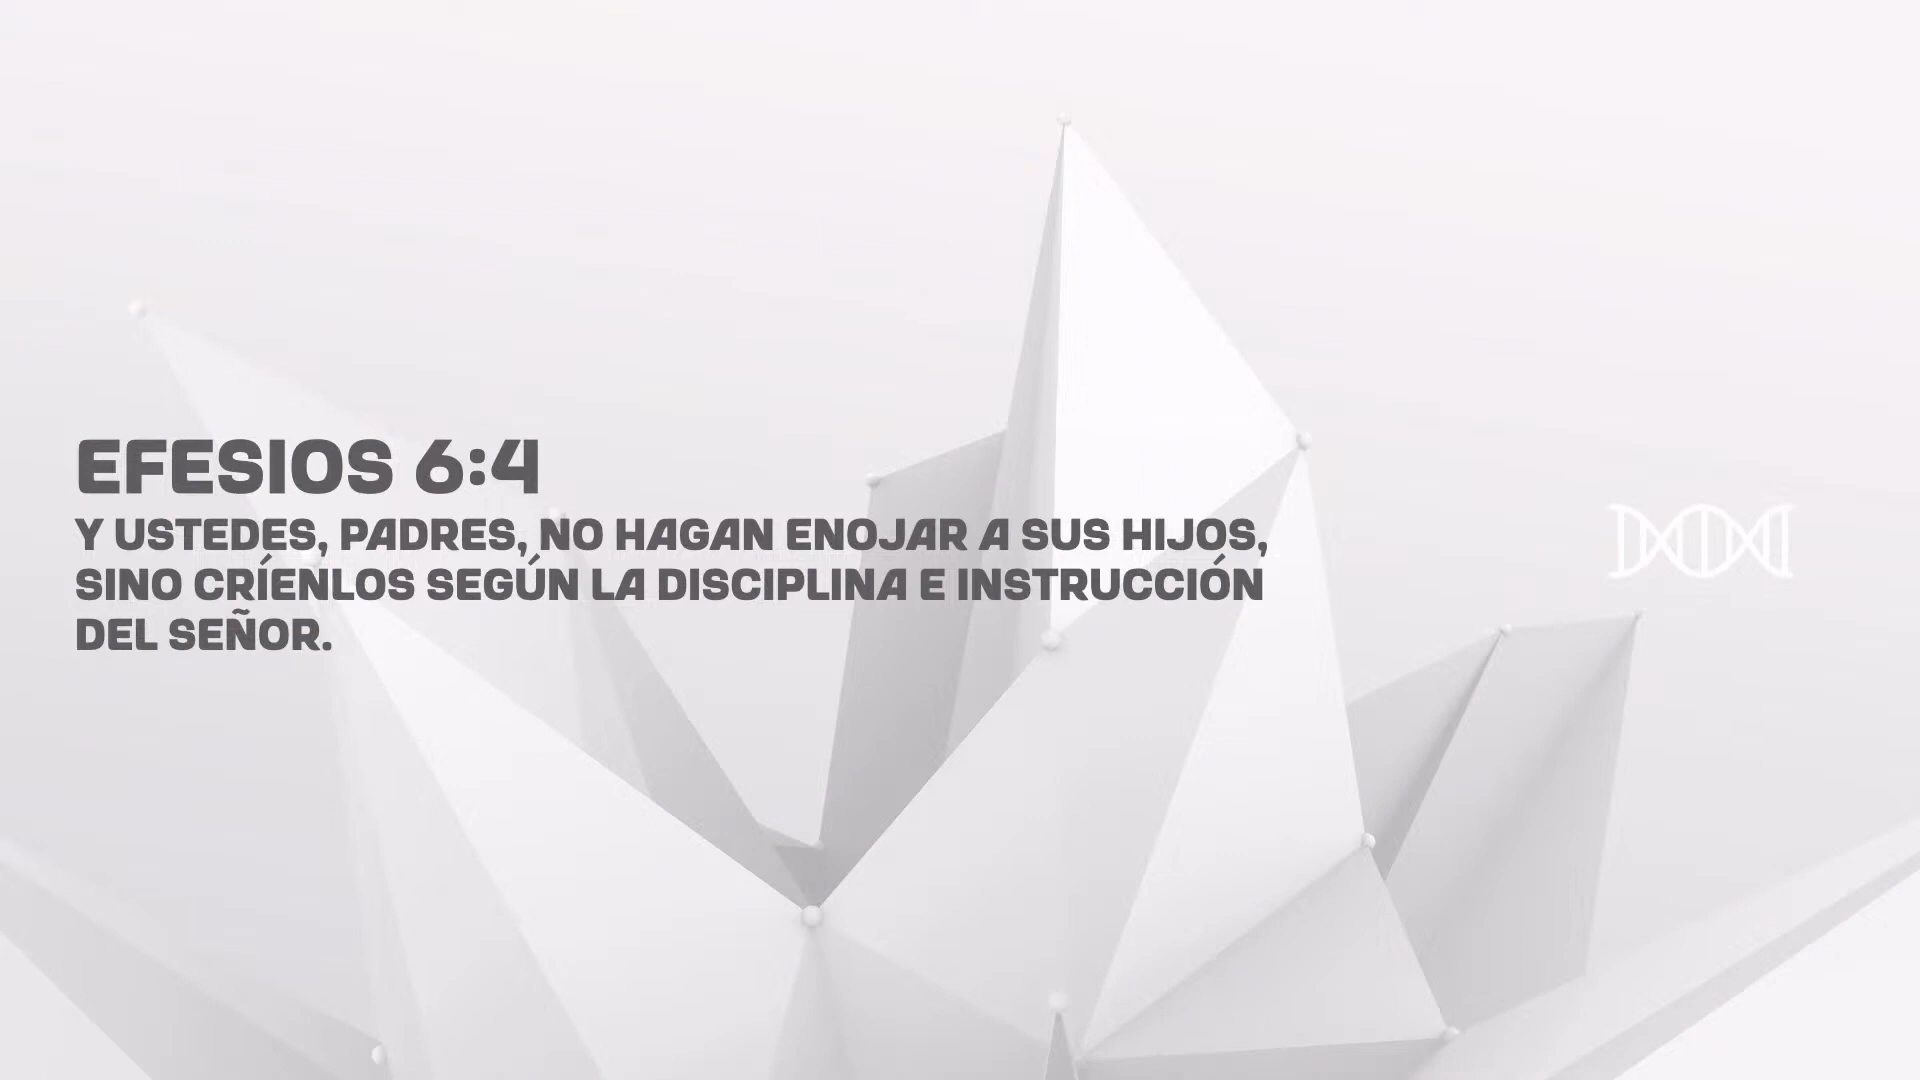 EFESIOS 6:4
Y USTEDES, PADRES, NO HAGAN ENOJAR A SUS HIJOS,
SINO CRÍENLOS SEGÚN LA DISCIPLINA E INSTRUCCIÓN
DEL SEÑOR.